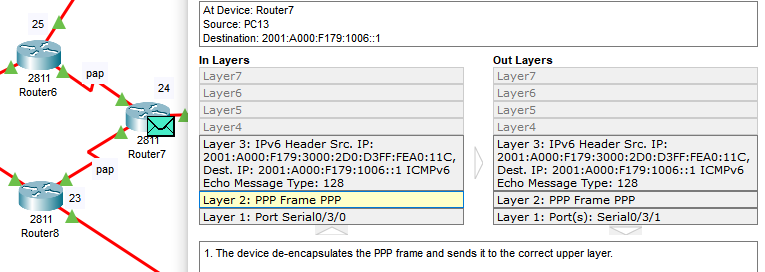 25
pap
2811
Router6
24
2811
Router7
pap
23
2811
Router8
At Device: Router7
Source: PC13
Destination: 2001:A000:F179:1006::1
In Layers
Layer7
Layer6
Layer5
Layer4
Layer 3: IPv6 Header Src. IP:
2001:A000:F179:3000:2D0:D3FF:FEA0:11C,
Dest. IP: 2001:A000:F179:1006::1 ICMPv6
Echo Message Type: 128
Layer 2: PPP Frame PPP
Layer 1: Port Serial0/3/0
Out Layers
Layer7
Layer6
Layer5
Layer4
Layer 3: IPv6 Header Src. IP:
2001:A000:F179:3000:2D0:D3FF:FEA0:11C,
Dest. IP: 2001:A000:F179:1006::1 ICMPv6
Echo Message Type: 128
Layer 2: PPP Frame PPP
Layer 1: Port(s): Serial0/3/1
1. The device de-encapsulates the PPP frame and sends it to the correct upper layer.